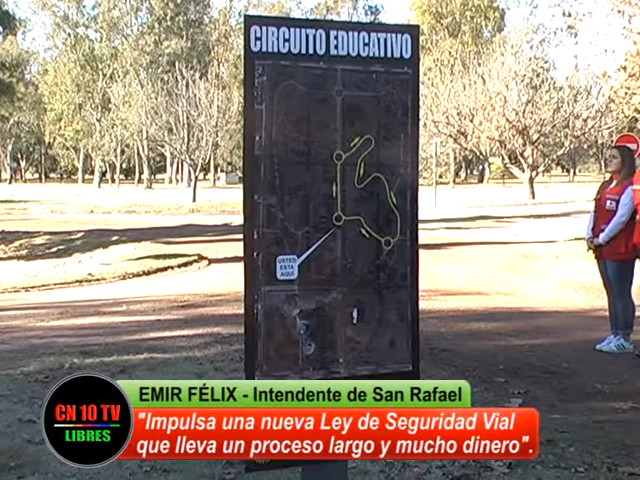 CIRCUITO EDUCATIVO
USTED
ESTA
AQUI
EMIR FÉLIX - Intendente de San Rafael
CN 10 TV
LIBRES
"Impulsa una nueva Ley de Seguridad Vial
que lleva un proceso largo y mucho dinero".